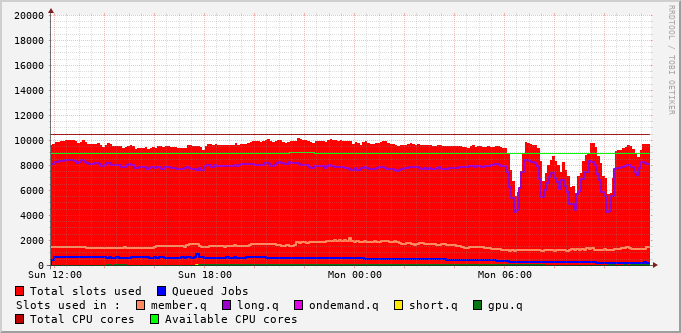 20000
18000
16000
14000
12000
10000
8000
6000
4000
2000
0
Sun 12:00 Sun 18:00 Mon 00:00 Mon 06:00
Total slots used Queued Jobs
Slots used in : member.q long.q ondemand.q short.q gpu.q
Total CPU cores Available CPU cores
RRDTOOL / TOBI OETIKER